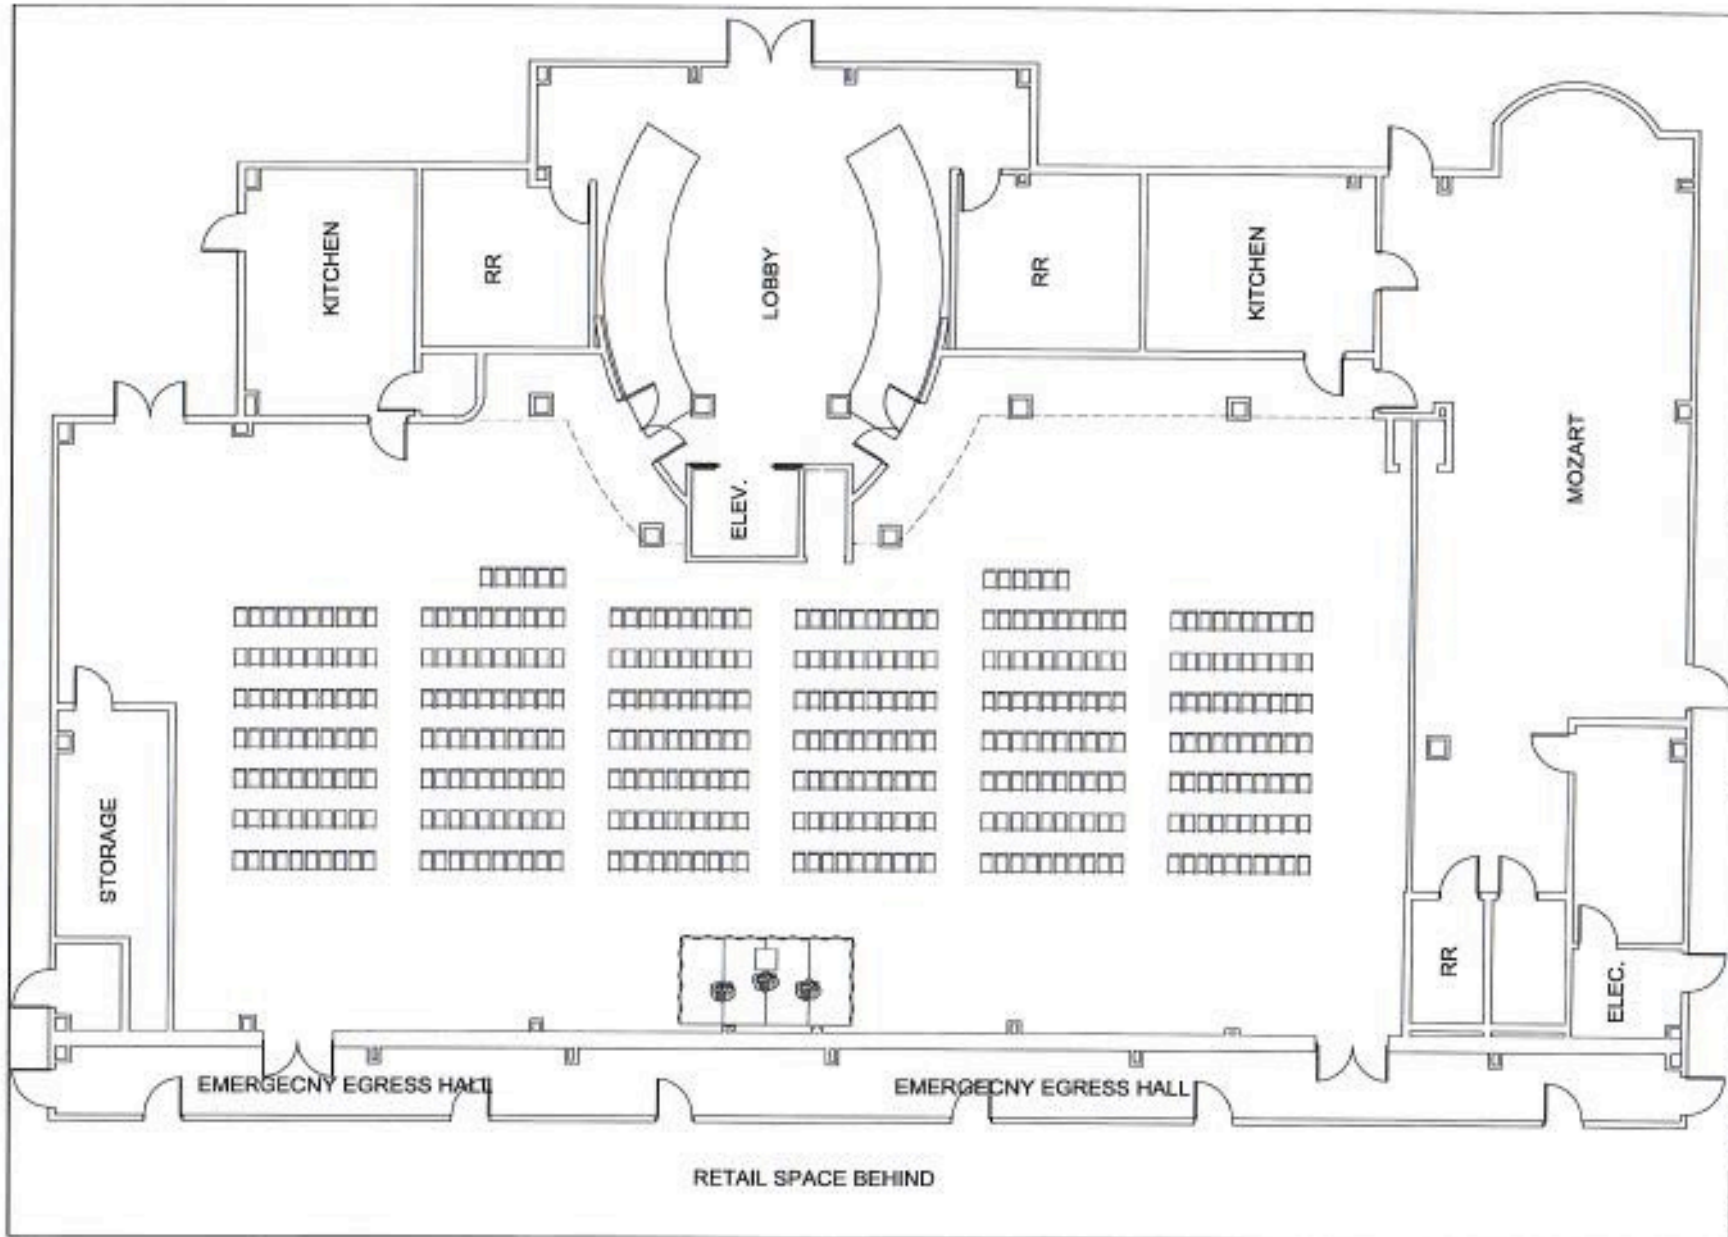 KITCHEN
RR
LOBBY
RR
KITCHEN
MOZART
ELEV.
STORAGE
RR
ELEC.
EMERGECNY EGRESS HALL
EMERGECNY EGRESS HALL
RETAIL SPACE BEHIND